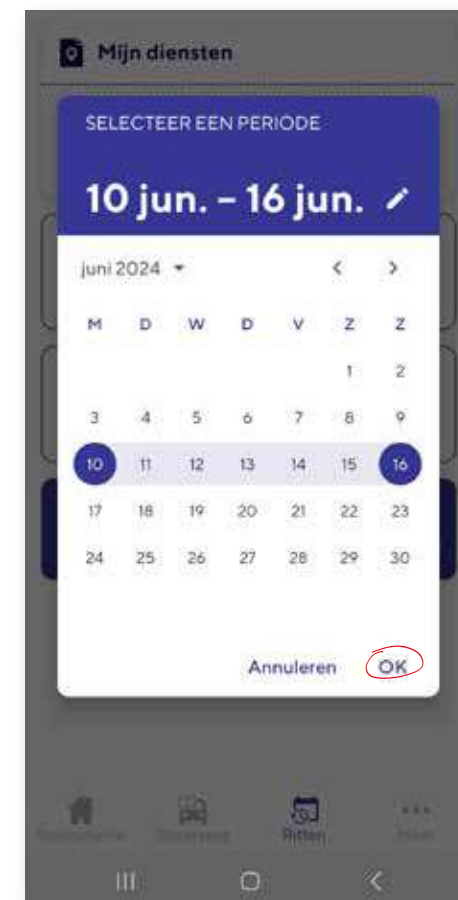 Mijn diensten
SELECTEER EEN PERIODE
10 jun. – 16 jun.
juni 2024
M D W D V Z Z
1 2
3 4 5 6 7 8 9
10 11 12 13 14 15 16
17 18 19 20 21 22 23
24 25 26 27 28 29 30
Annuleren OK
Ritten